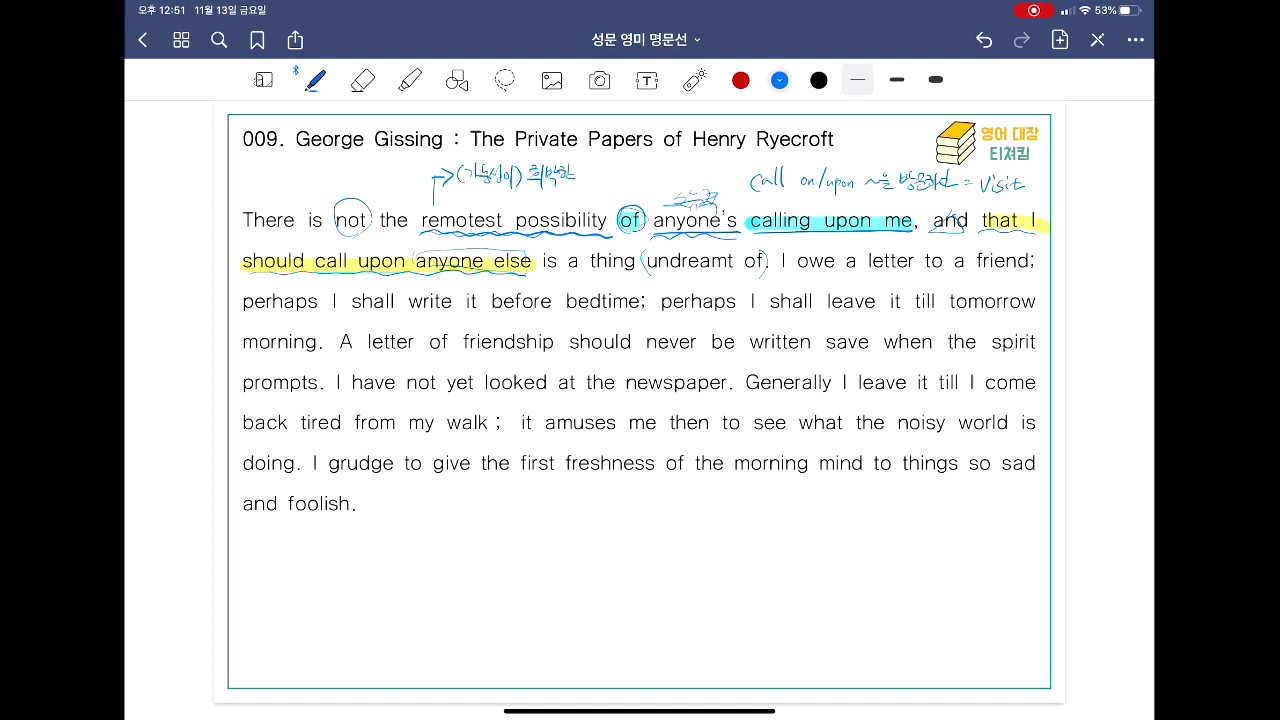 오후 12:51 11월 13일 금요일 53%
성문 영미 명문선
009. George Gissing : The Private Papers of Henry Ryecroft
영어 대장
티쳐킴
(가능성이) 희박한
call on/upon ~을 방문하다 = visit
There is not the remotest possibility of anyone's calling upon me, and that I
should call upon anyone else is a thing (undreamt of). I owe a letter to a friend;
perhaps I shall write it before bedtime; perhaps I shall leave it till tomorrow
morning. A letter of friendship should never be written save when the spirit
prompts. I have not yet looked at the newspaper. Generally I leave it till I come
back tired from my walk ; it amuses me then to see what the noisy world is
doing. I grudge to give the first freshness of the morning mind to things so sad
and foolish.